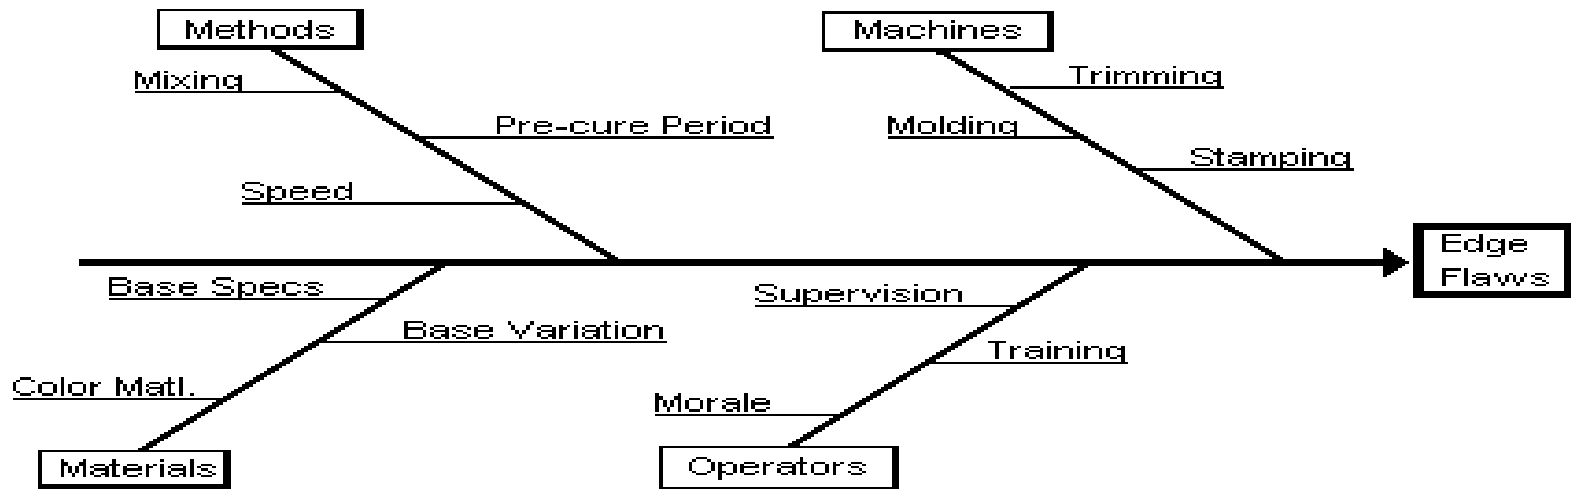 Methods
Machines
Mixing
Trimming
Pre-cure Period
Molding
Stamping
Speed
Edge
Flaws
Base Specs
Supervision
Base Variation
Training
Color Matl.
Morale
Materials
Operators